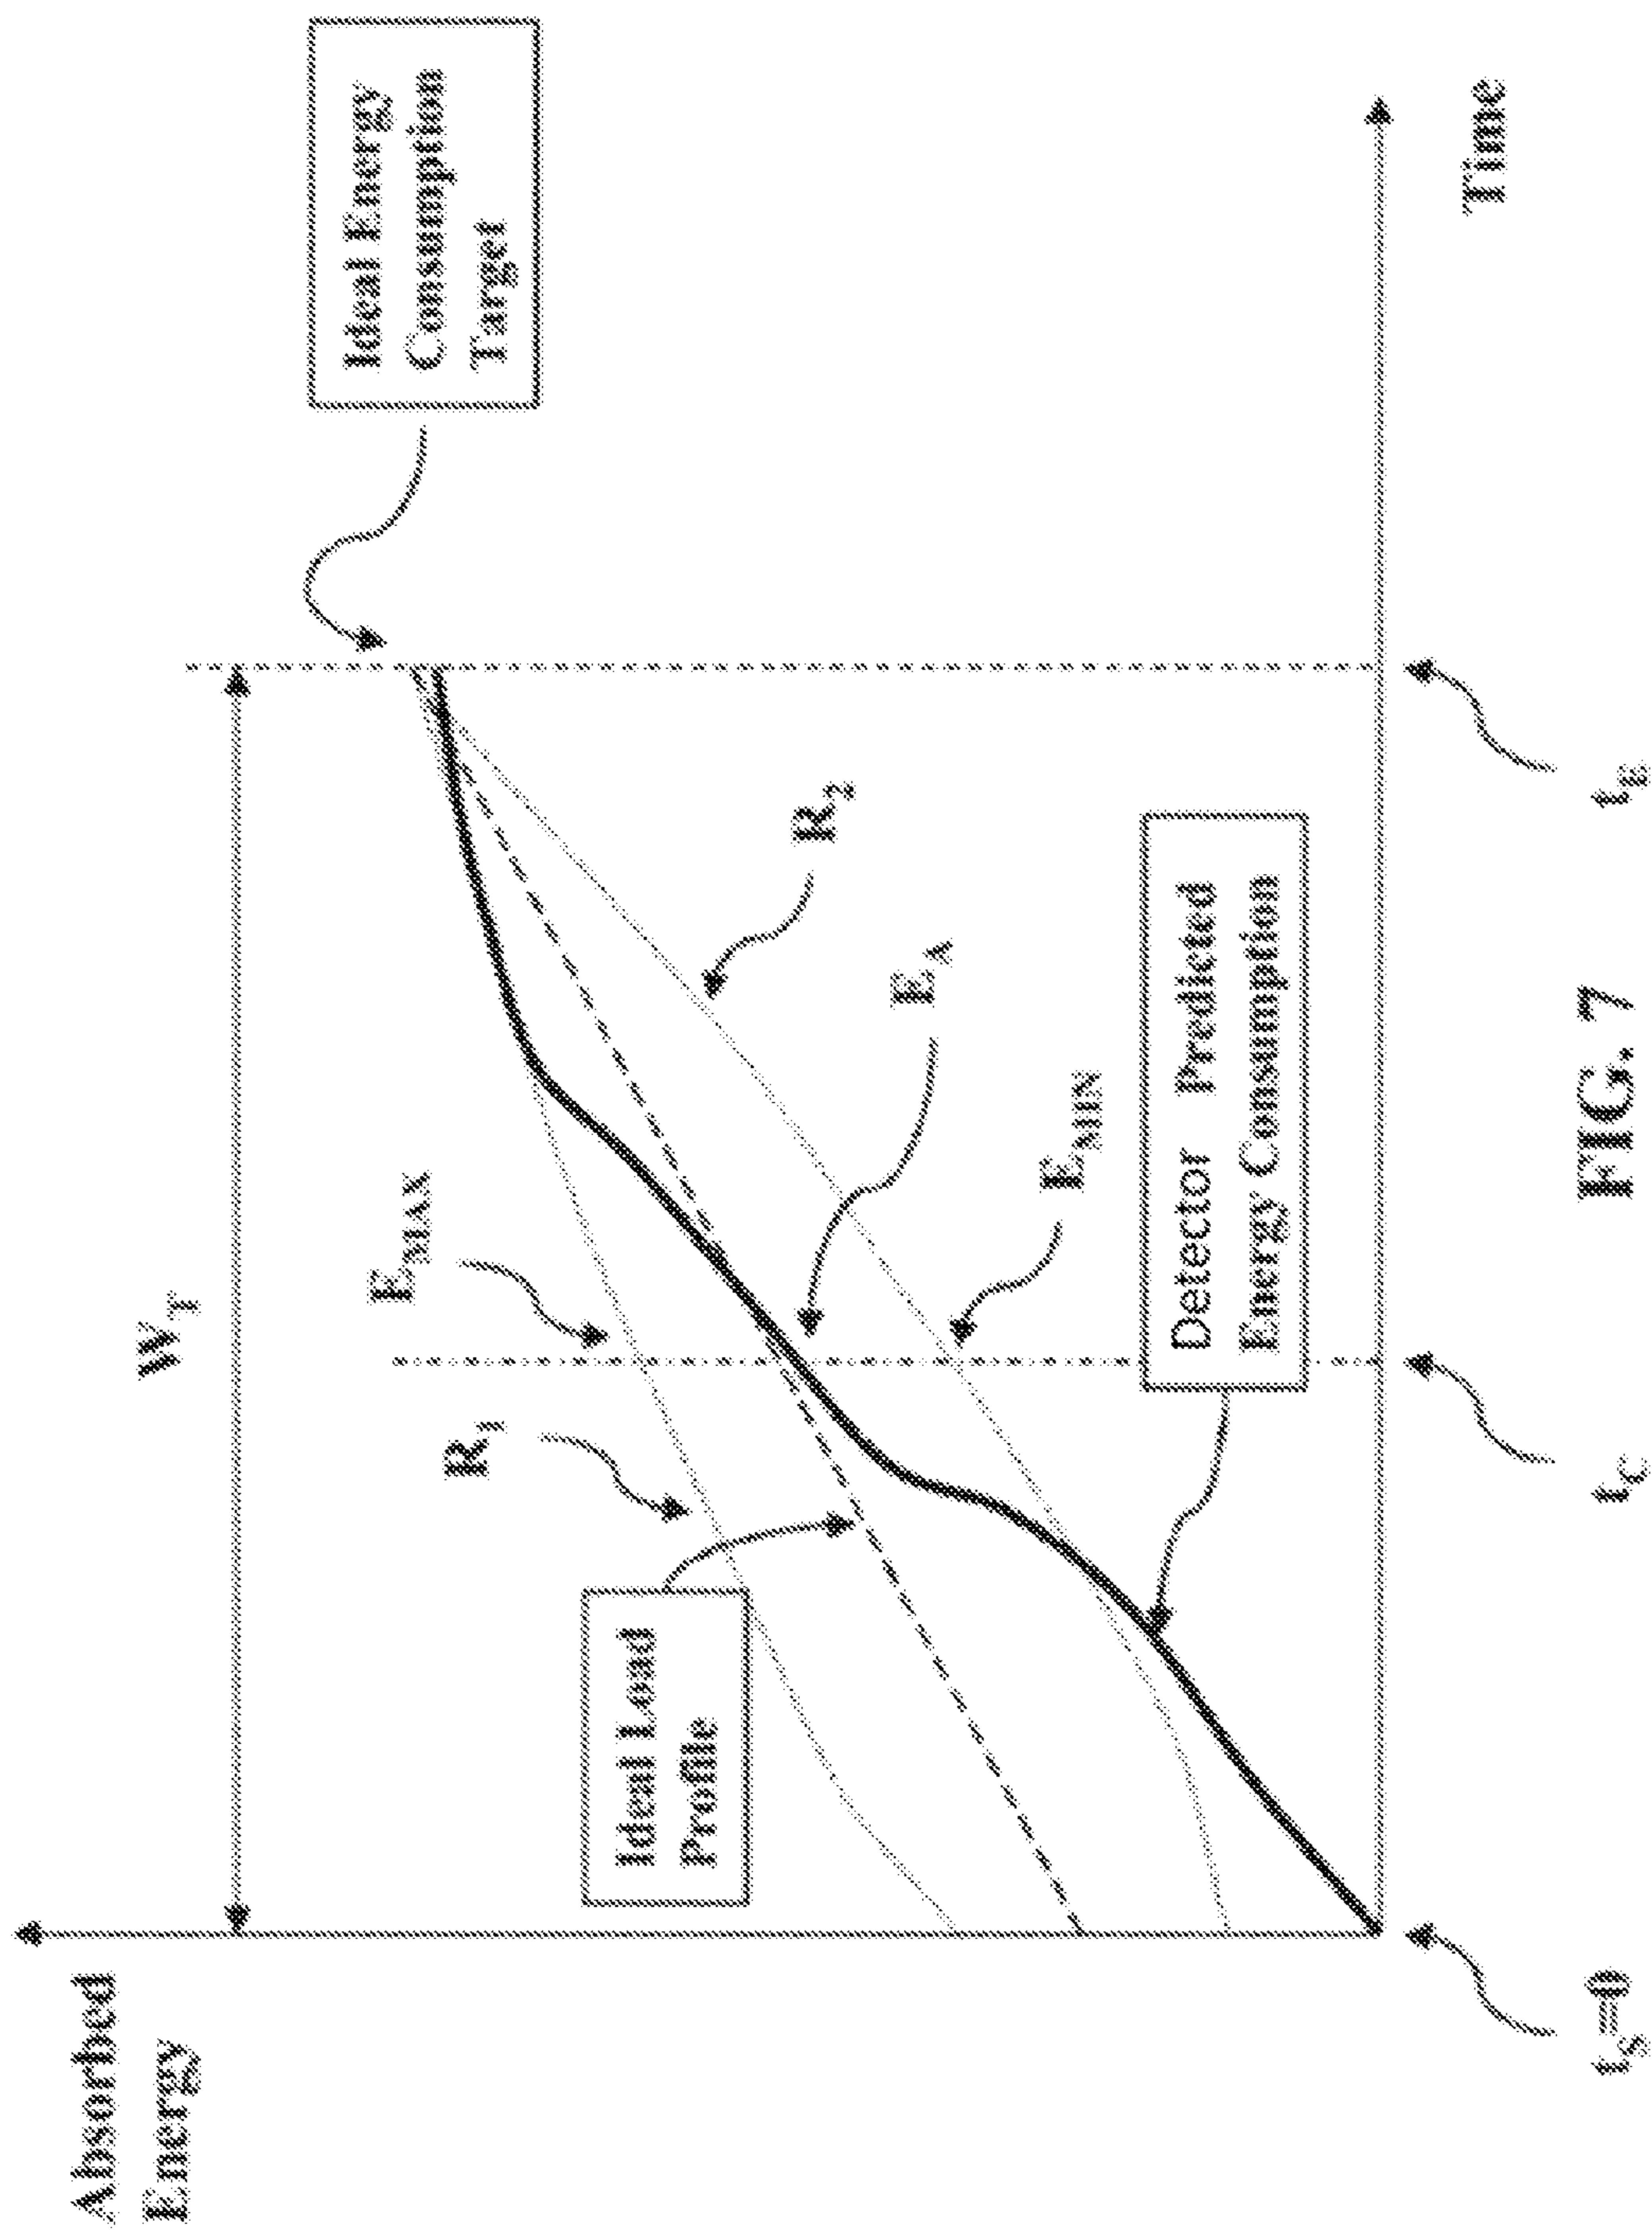 Absorbed
Energy
W_T
Ideal Energy
Consumption
Target
E_MAX
R_1
Ideal Load
Profile
R_2
E_A
E_MIN
Detector Predicted
Energy Consumption
Time
t_S=0
t_C
t_E
FIG. 7